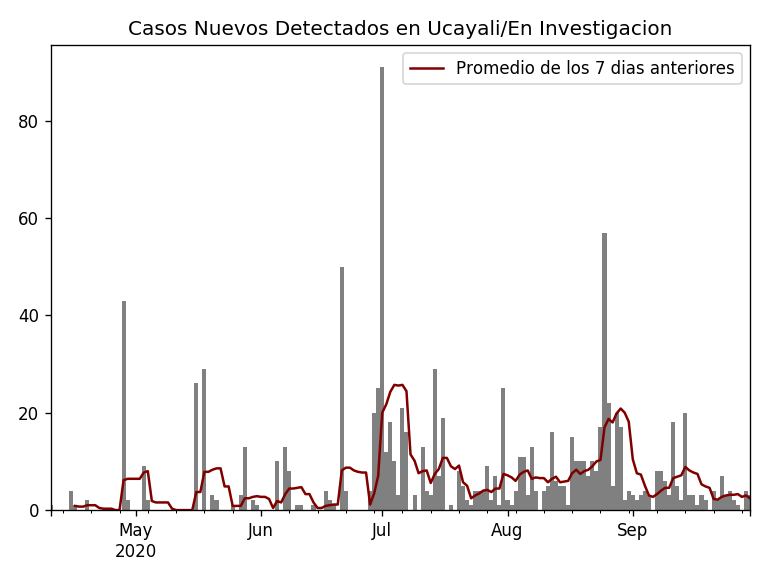 Casos Nuevos Detectados en Ucayali/En Investigacion
Promedio de los 7 dias anteriores
80
60
40
20
0
May Jun Jul Aug Sep
2020